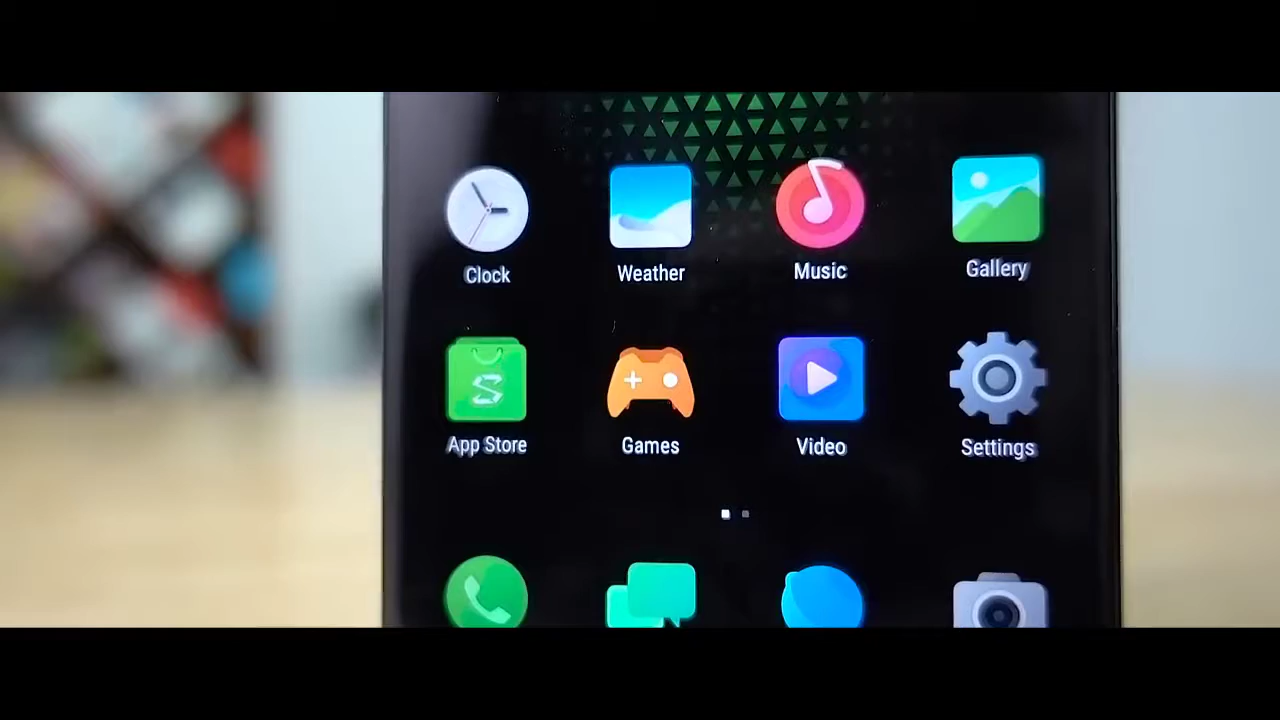 Clock
Weather
Music
Gallery
App Store
Games
Video
Settings